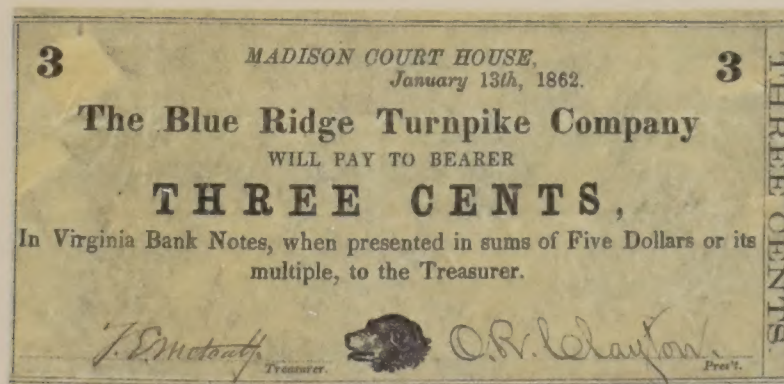 3 MADISON COURT HOUSE, 3
January 13th, 1862.
The Blue Ridge Turnpike Company
WILL PAY TO BEARER
THREE CENTS,
In Virginia Bank Notes, when presented in sums of Five Dollars or its
multiple, to the Treasurer.
O. R. Clayton.
Treasurer. Pres't.
THREE CENTS.